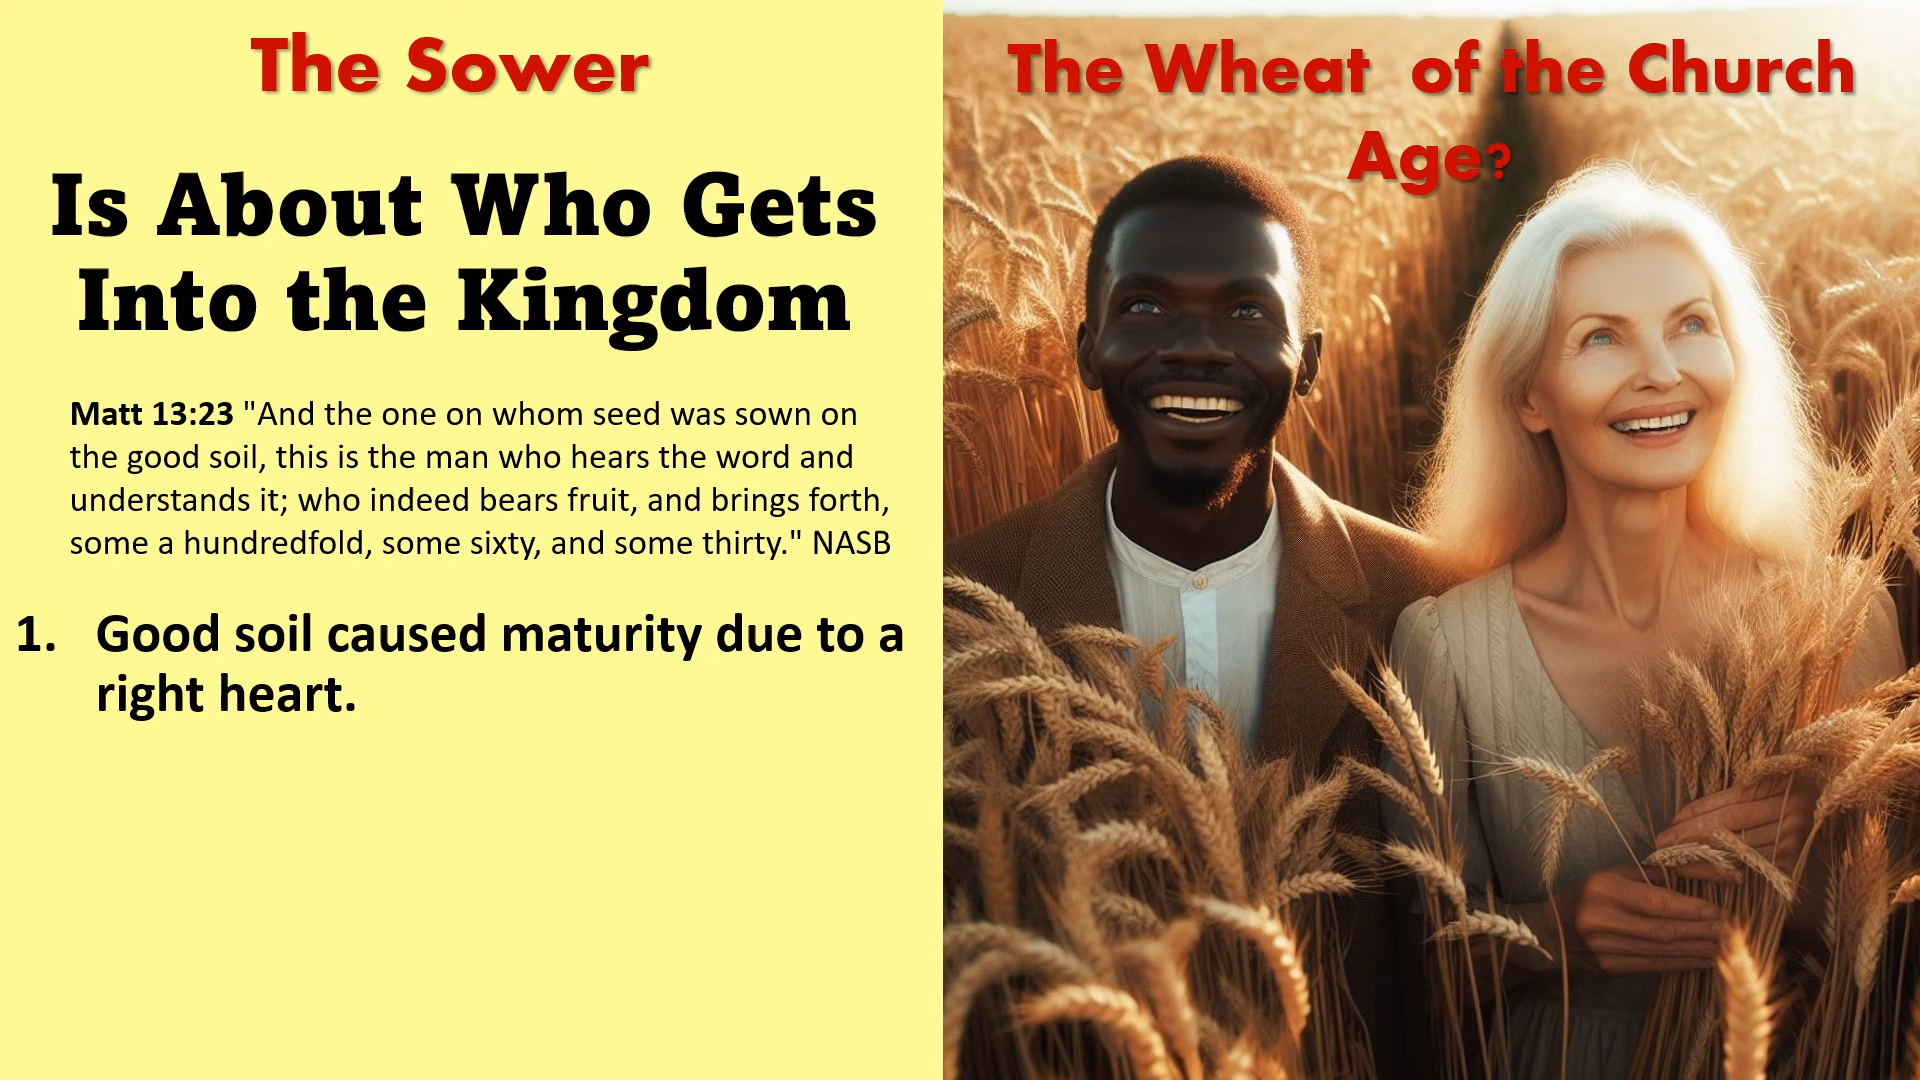 The Sower
Is About Who Gets
Into the Kingdom
Matt 13:23 "And the one on whom seed was sown on
the good soil, this is the man who hears the word and
understands it; who indeed bears fruit, and brings forth,
some a hundredfold, some sixty, and some thirty." NASB
1. Good soil caused maturity due to a
right heart.
The Wheat of the Church
Age?